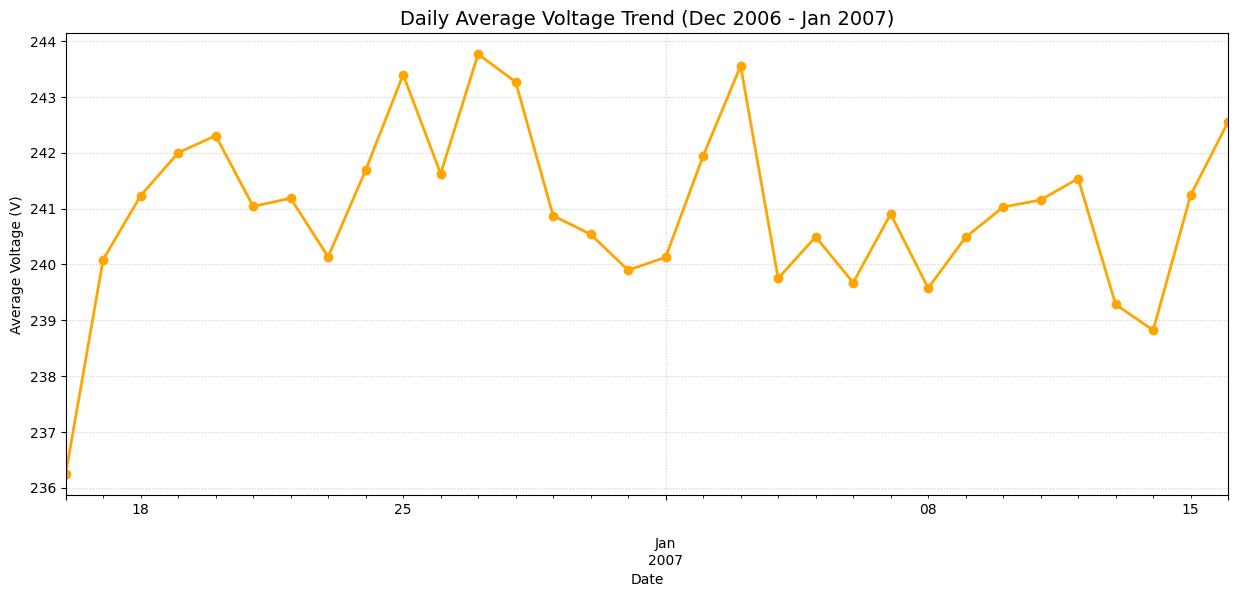 Daily Average Voltage Trend (Dec 2006 - Jan 2007)
Average Voltage (V)
244
243
242
241
240
239
238
237
236
18 25 08 15
Jan
2007
Date